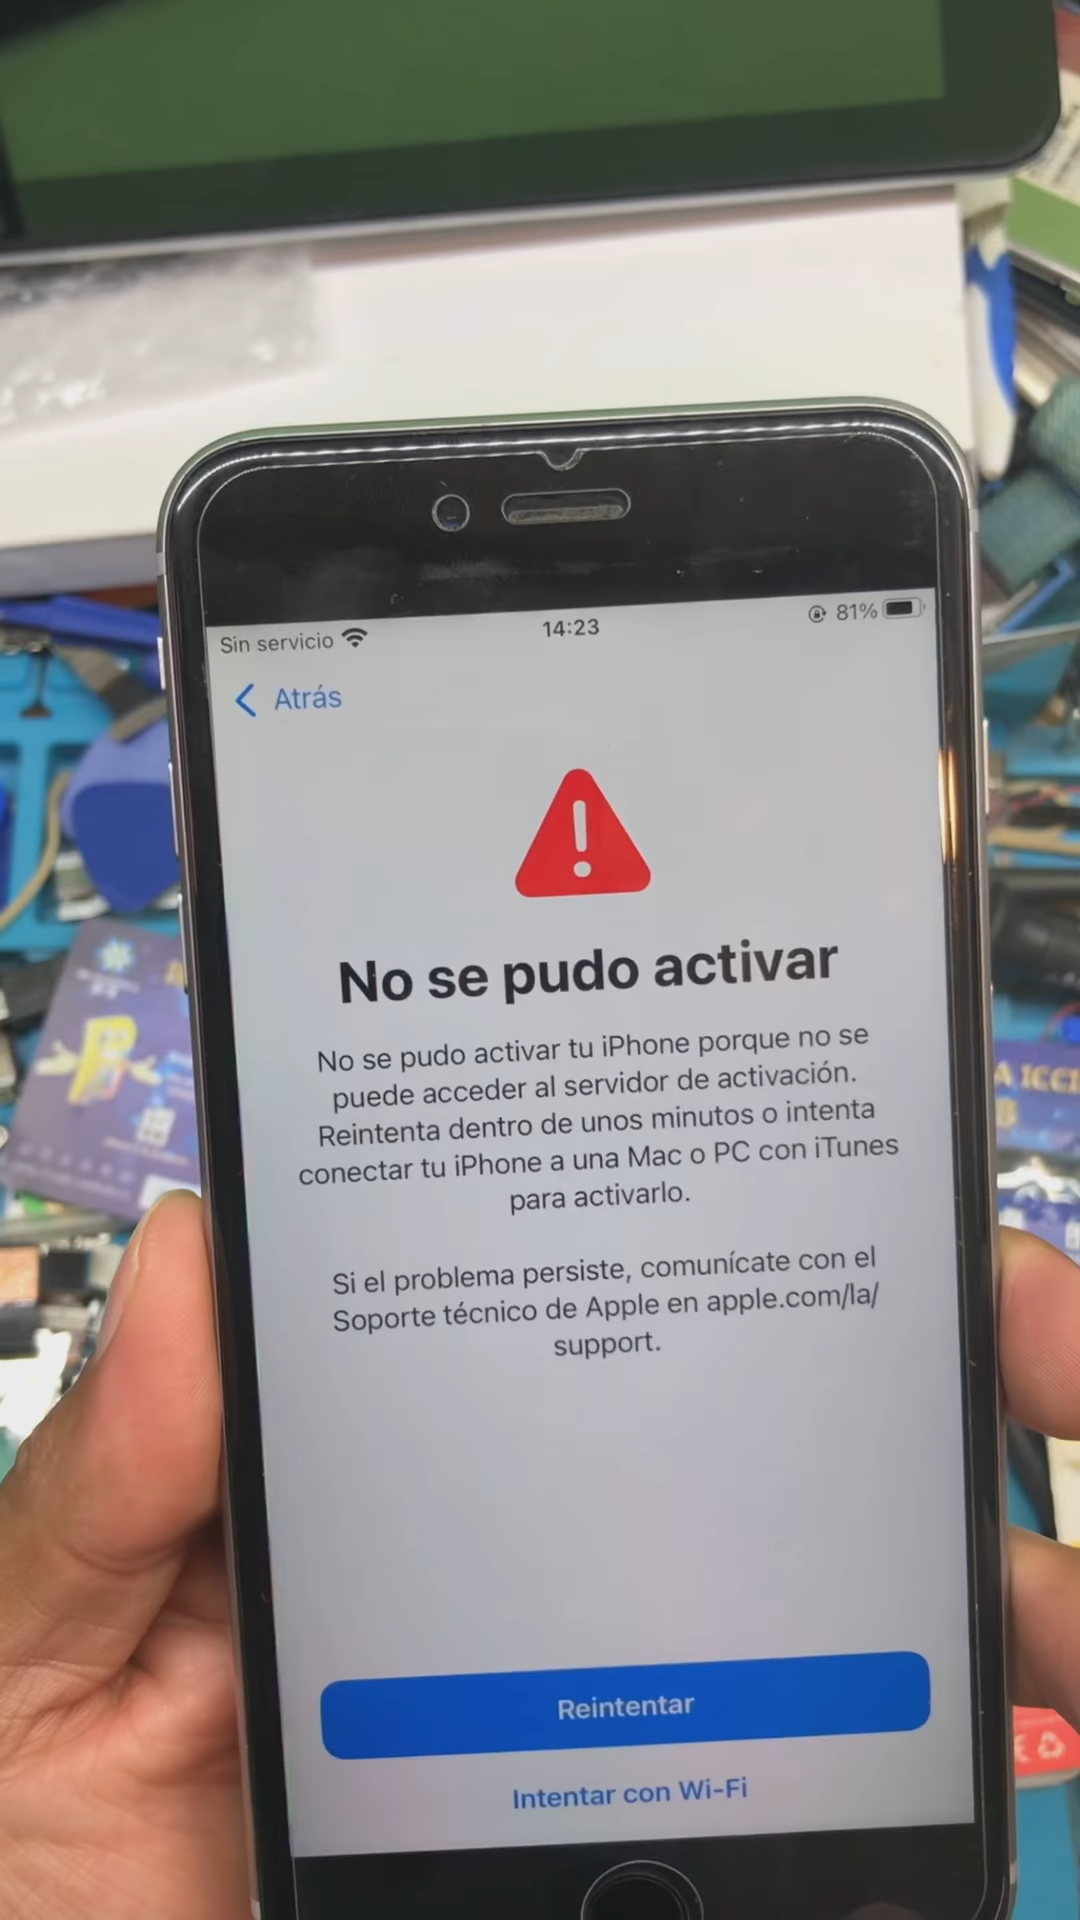 Sin servicio
14:23
81%
Atrás
No se pudo activar
No se pudo activar tu iPhone porque no se
puede acceder al servidor de activación.
Reintenta dentro de unos minutos o intenta
conectar tu iPhone a una Mac o PC con iTunes
para activarlo.
Si el problema persiste, comunícate con el
Soporte técnico de Apple en apple.com/la/
support.
Reintentar
Intentar con Wi-Fi